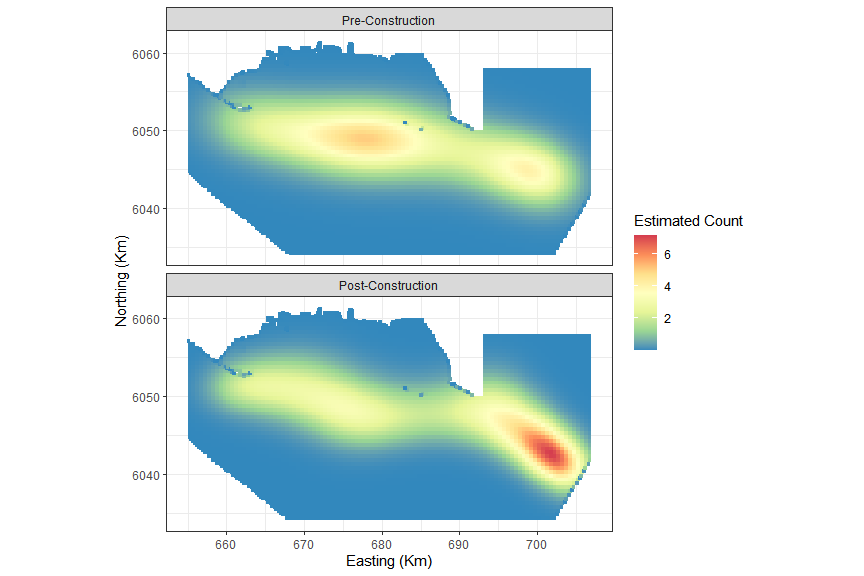 Pre-Construction
6060
6050
6040
Post-Construction
6060
6050
6040
Northing (Km)
660 670 680 690 700
Easting (Km)
Estimated Count
6
4
2